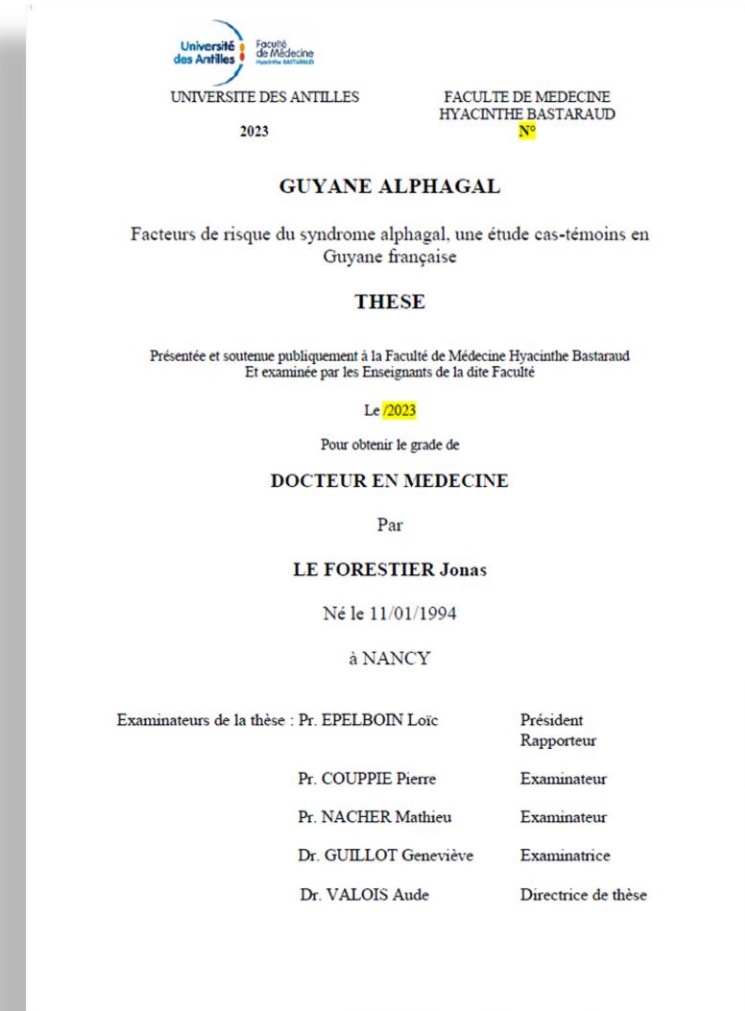 Université
des Antilles
Faculté
de Médecine
Hyacinthe BASTARAUD
UNIVERSITE DES ANTILLES
2023
FACULTE DE MEDECINE
HYACINTHE BASTARAUD
N°
GUYANE ALPHAGAL
Facteurs de risque du syndrome alphagal, une étude cas-témoins en
Guyane française
THESE
Présentée et soutenue publiquement à la Faculté de Médecine Hyacinthe Bastaraud
Et examinée par les Enseignants de la dite Faculté
Le /2023
Pour obtenir le grade de
DOCTEUR EN MEDECINE
Par
LE FORESTIER Jonas
Né le 11/01/1994
à NANCY
Examinateurs de la thèse : Pr. EPELBOIN Loïc Président
Rapporteur
Pr. COUPPIE Pierre Examinateur
Pr. NACHER Mathieu Examinateur
Dr. GUILLOT Geneviève Examinatrice
Dr. VALOIS Aude Directrice de thèse